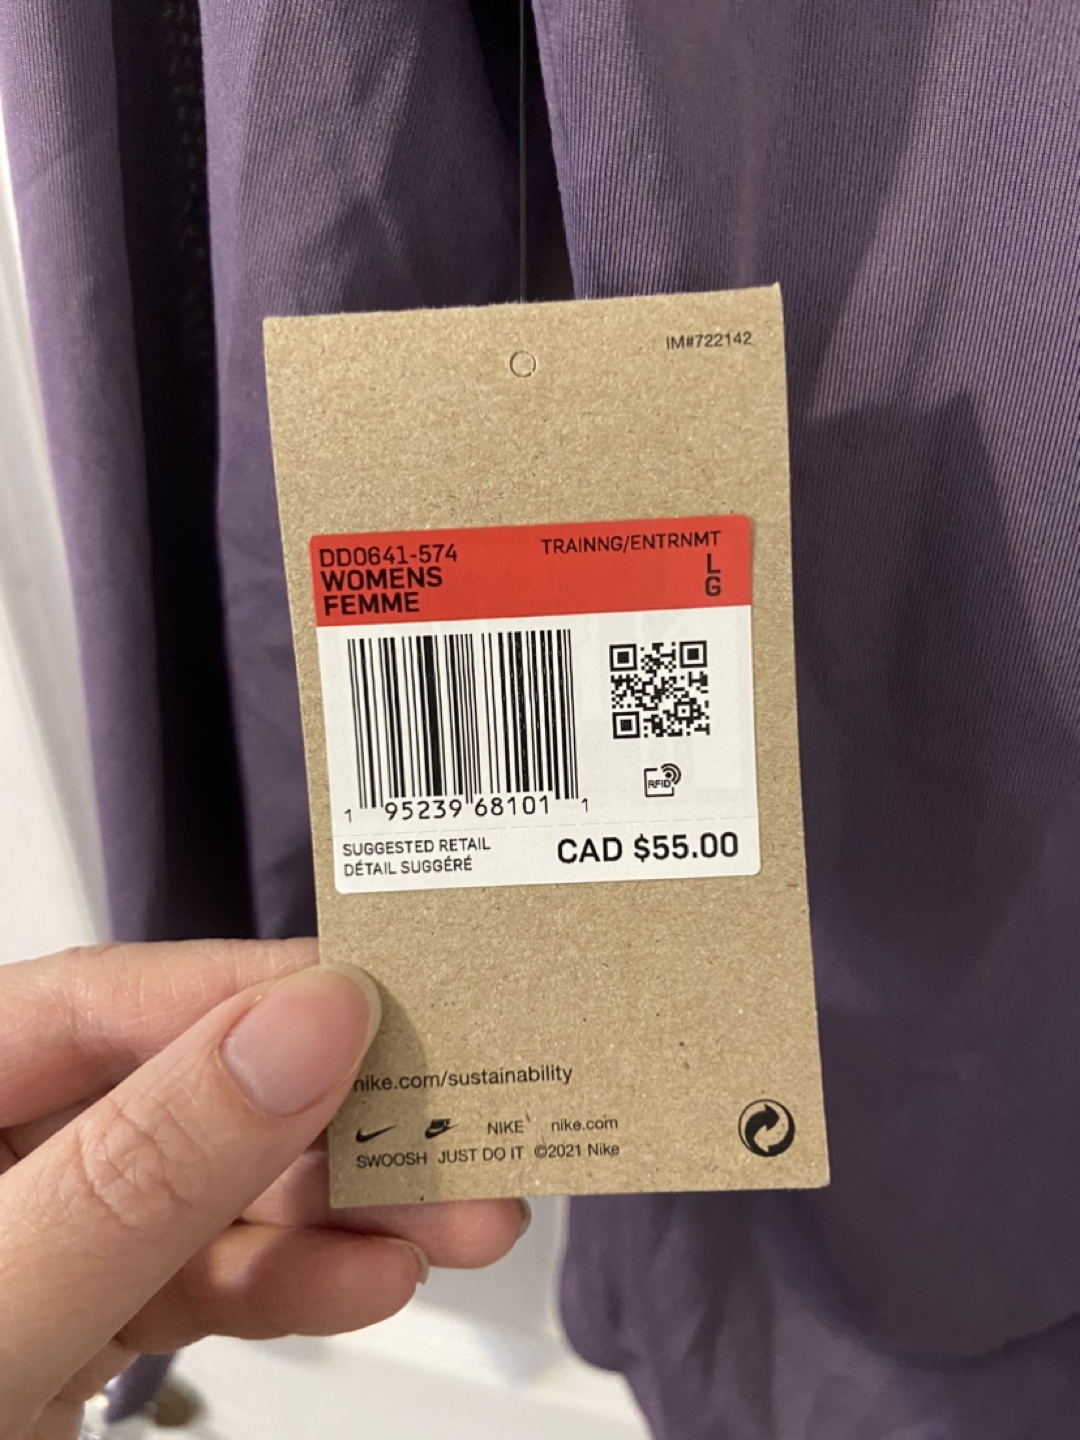 IM#722142
DD0641-574
TRAINNG/ENTRNMT
WOMENS
L
FEMME
G
RFID
1 95239 68101 1
SUGGESTED RETAIL
DÉTAIL SUGGÉRÉ
CAD $55.00
nike.com/sustainability
NIKE nike.com
SWOOSH JUST DO IT ©2021 Nike